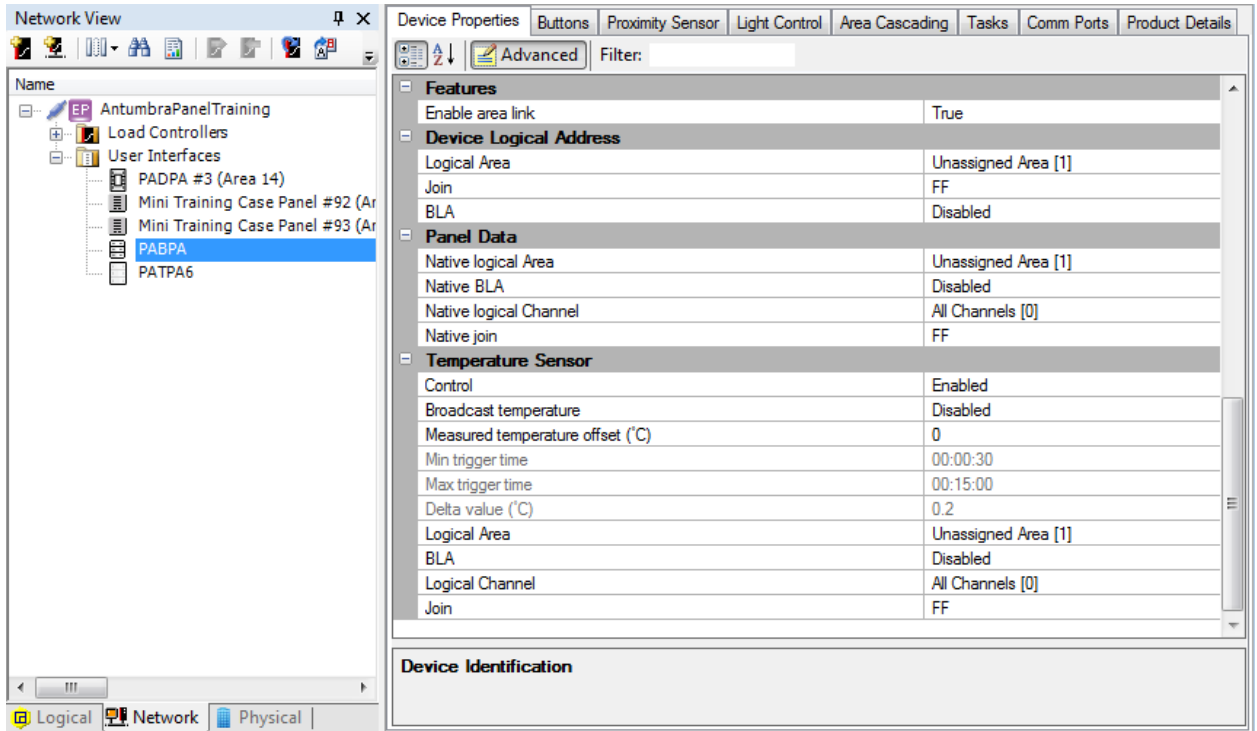 Network View
Name
AntumbraPanelTraining
EP
Load Controllers
User Interfaces
PADPA #3 (Area 14)
Mini Training Case Panel #92 (Ar
Mini Training Case Panel #93 (Ar
PABPA
PATPA6
Logical Network Physical
Device Properties Buttons Proximity Sensor Light Control Area Cascading Tasks Comm Ports Product Details
Advanced Filter:
Features
Enable area link True
Device Logical Address
Logical Area Unassigned Area [1]
Join FF
BLA Disabled
Panel Data
Native logical Area Unassigned Area [1]
Native BLA Disabled
Native logical Channel All Channels [0]
Native join FF
Temperature Sensor
Control Enabled
Broadcast temperature Disabled
Measured temperature offset (°C) 0
Min trigger time 00:00:30
Max trigger time 00:15:00
Delta value (°C) 0.2
Logical Area Unassigned Area [1]
BLA Disabled
Logical Channel All Channels [0]
Join FF
Device Identification